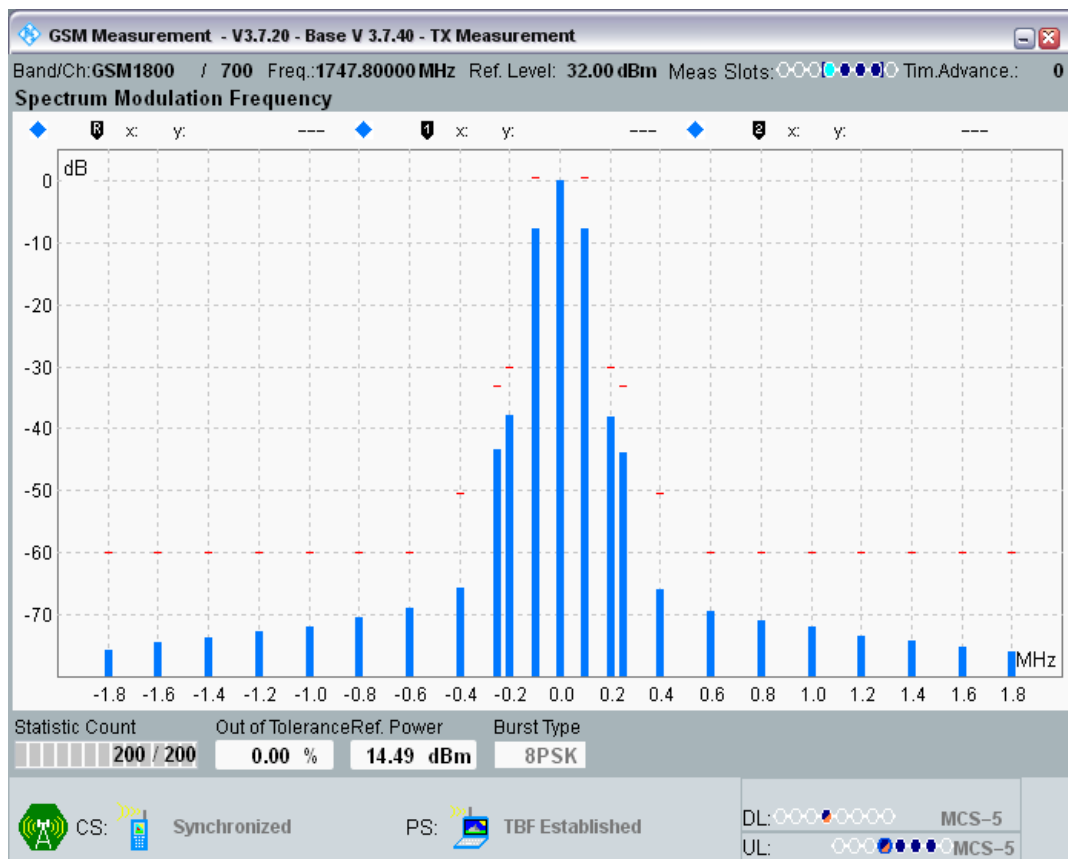 GSM Measurement - V3.7.20 - Base V 3.7.40 - TX Measurement
Band/Ch:GSM1800 / 700 Freq.:1747.80000 MHz Ref. Level: 32.00 dBm Meas Slots: Tim.Advance.: 0
Spectrum Modulation Frequency
R x: y: --- 1 x: y: --- 2 x: y: ---
dB
0
-10
-20
-30
-40
-50
-60
-70
MHz
-1.8 -1.6 -1.4 -1.2 -1.0 -0.8 -0.6 -0.4 -0.2 0.0 0.2 0.4 0.6 0.8 1.0 1.2 1.4 1.6 1.8
Statistic Count Out of Tolerance Ref. Power Burst Type
200 / 200 0.00 % 14.49 dBm 8PSK
CS: Synchronized PS: TBF Established
DL: MCS-5
UL: MCS-5